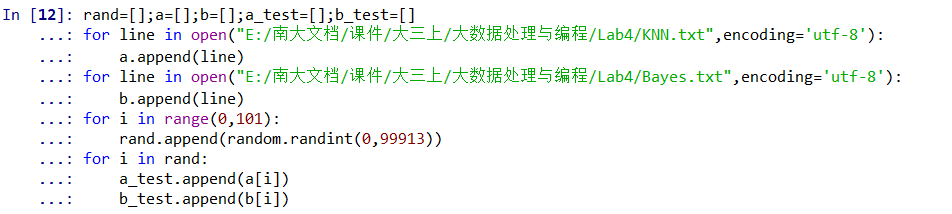 In [12]: rand=[];a=[];b=[];a_test=[];b_test=[]
    ...: for line in open("E:/南大文档/课件/大三上/大数据处理与编程/Lab4/KNN.txt",encoding='utf-8'):
    ...:     a.append(line)
    ...: for line in open("E:/南大文档/课件/大三上/大数据处理与编程/Lab4/Bayes.txt",encoding='utf-8'):
    ...:     b.append(line)
    ...: for i in range(0,101):
    ...:     rand.append(random.randint(0,99913))
    ...: for i in rand:
    ...:     a_test.append(a[i])
    ...:     b_test.append(b[i])